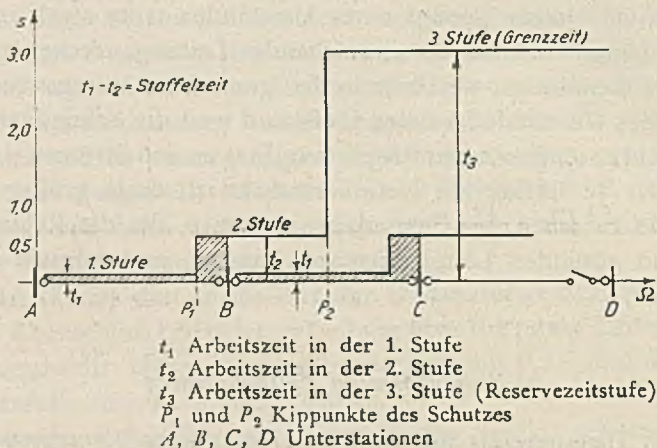 s
3,0
3 Stufe (Grenzzeit)
t₁ - t₂ = Staffelzeit
2,0
t₃
1,0
2. Stufe
0,5
1. Stufe
t₂
t₁
t₁
A
P₁
B
P₂
C
D
Ω
t₁ Arbeitszeit in der 1. Stufe
t₂ Arbeitszeit in der 2. Stufe
t₃ Arbeitszeit in der 3. Stufe (Reservezeitstufe)
P₁ und P₂ Kippunkte des Schutzes
A, B, C, D Unterstationen